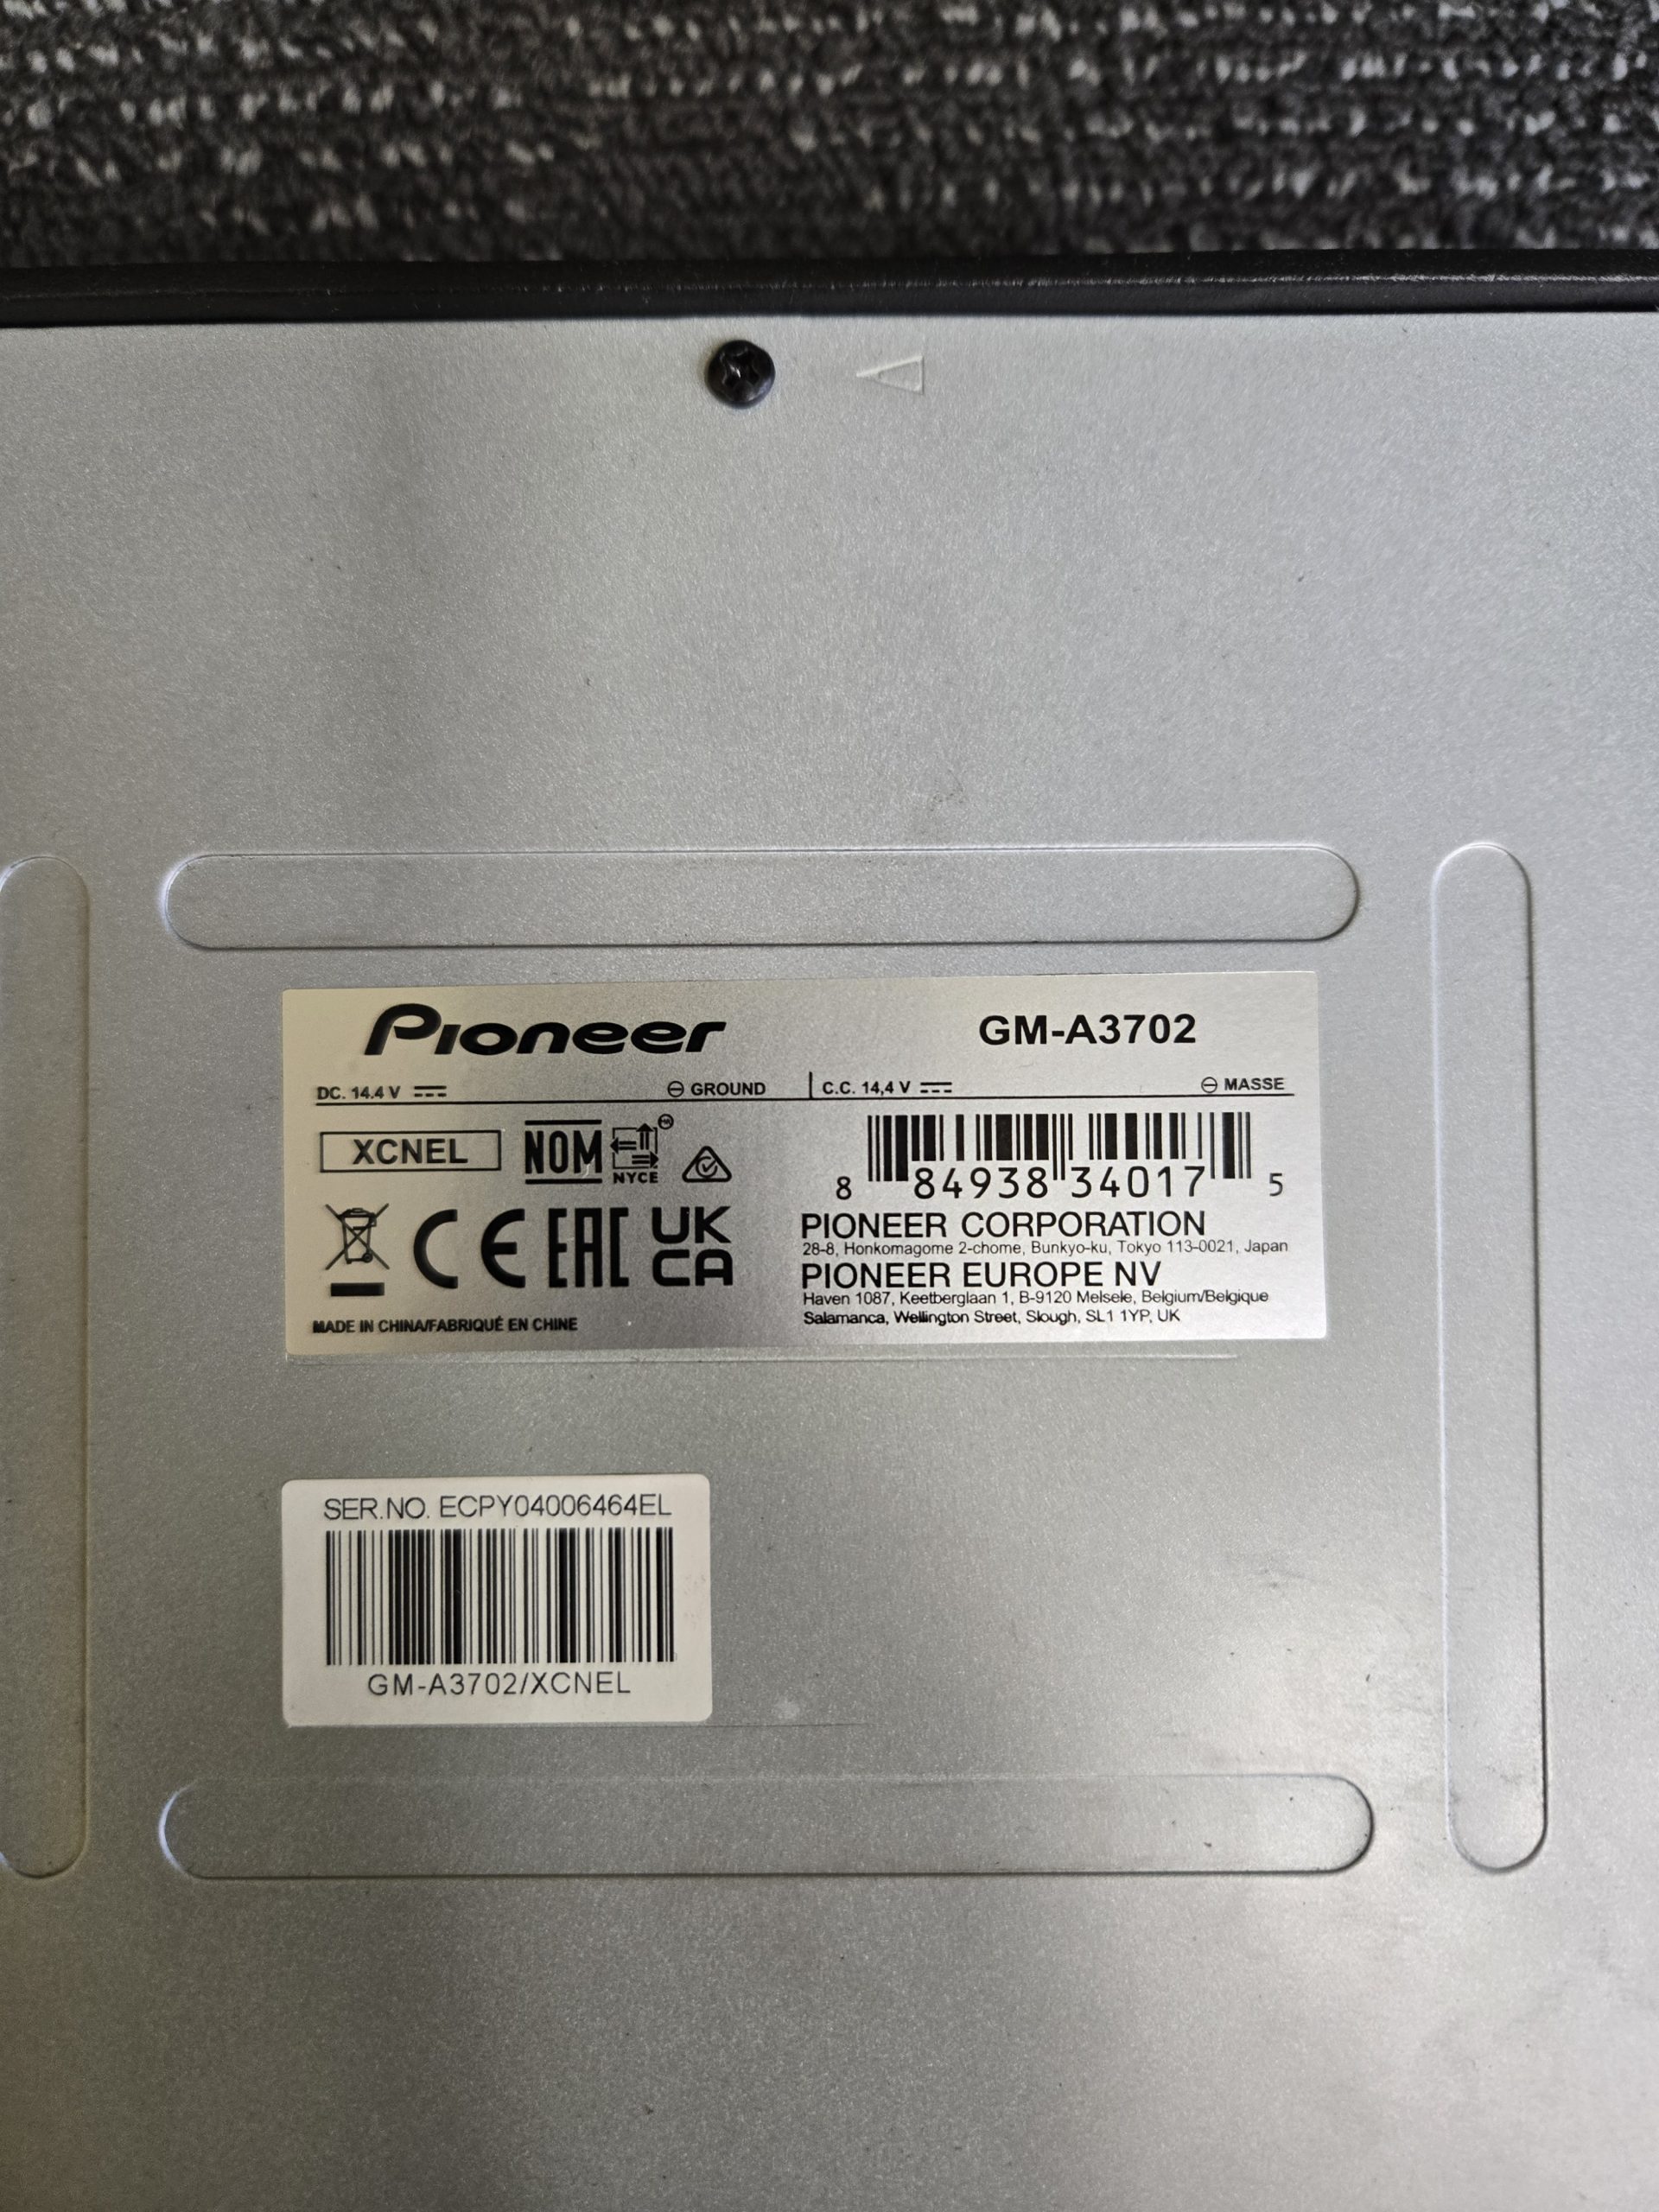 Pioneer GM-A3702
DC. 14.4 V GROUND C.C. 14,4 V MASSE
XCNEL NOM NYCE
8 84938 34017 5
CE EAC UKCA
PIONEER CORPORATION
28-8, Honkomagome 2-chome, Bunkyo-ku, Tokyo 113-0021, Japan
PIONEER EUROPE NV
Haven 1087, Keetberglaan 1, B-9120 Melsele, Belgium/Belgique
Salamanca, Wellington Street, Slough, SL1 1YP, UK
MADE IN CHINA/FABRIQUÉ EN CHINE
SER.NO. ECPY04006464EL
GM-A3702/XCNEL